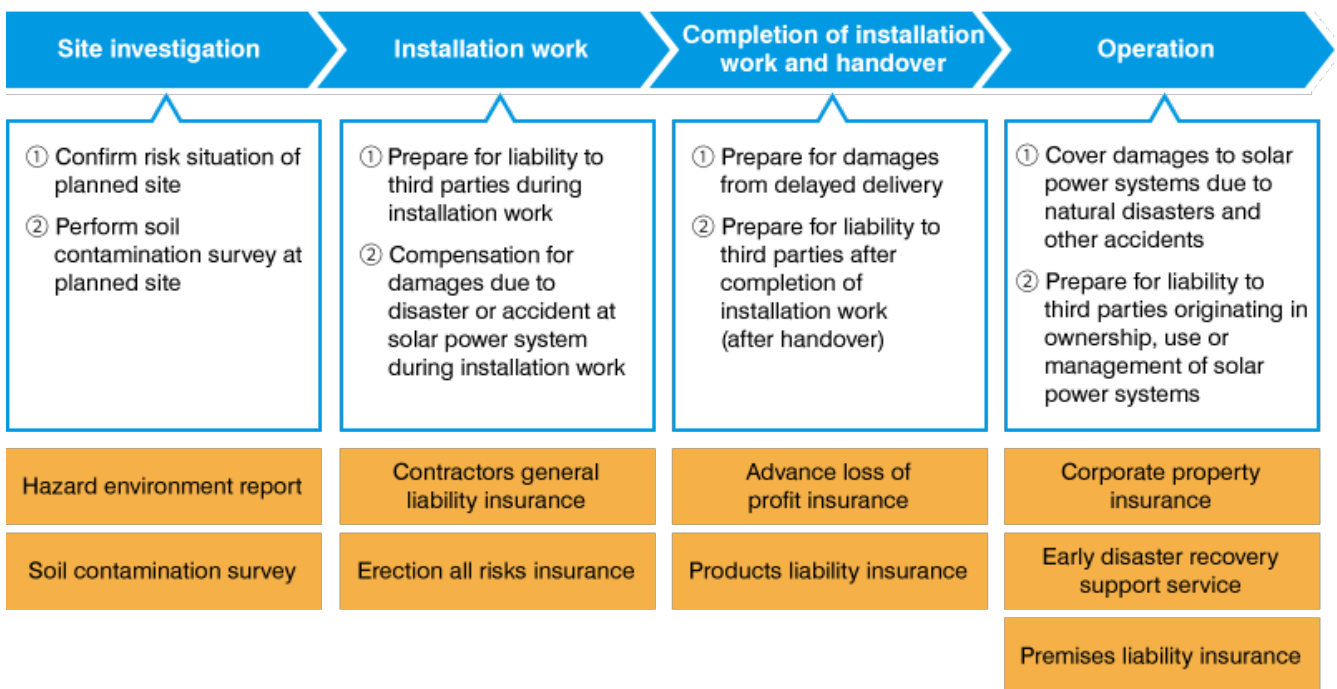 Site investigation
Installation work
Completion of installation
work and handover
Operation
① Confirm risk situation of
planned site
② Perform soil
contamination survey at
planned site
① Prepare for liability to
third parties during
installation work
② Compensation for
damages due to
disaster or accident at
solar power system
during installation work
① Prepare for damages
from delayed delivery
② Prepare for liability to
third parties after
completion of
installation work
(after handover)
① Cover damages to solar
power systems due to
natural disasters and
other accidents
② Prepare for liability to
third parties originating in
ownership, use or
management of solar
power systems
Hazard environment report
Contractors general
liability insurance
Advance loss of
profit insurance
Corporate property
insurance
Soil contamination survey
Erection all risks insurance
Products liability insurance
Early disaster recovery
support service
Premises liability insurance